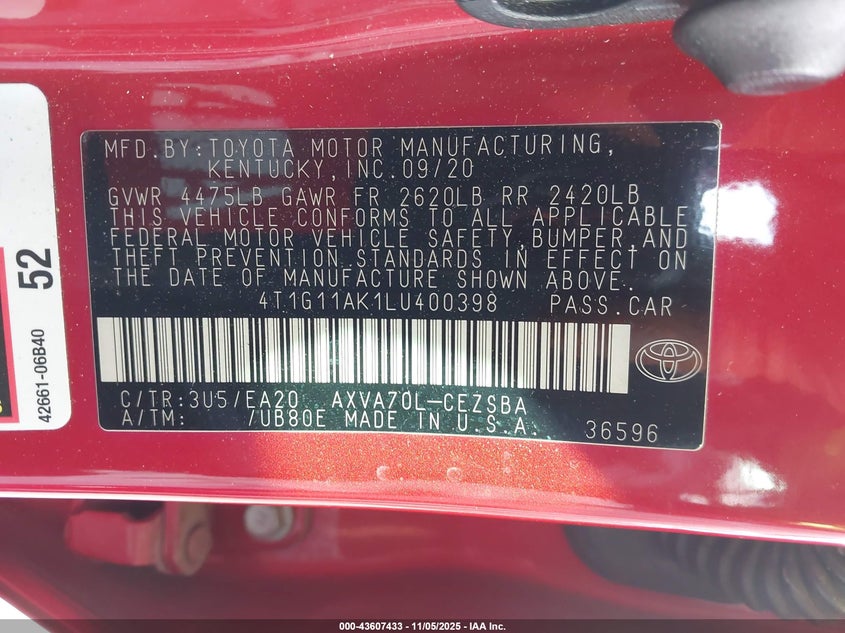 MFD. BY: TOYOTA MOTOR MANUFACTURING,
KENTUCKY, INC. 09/20
GVWR 4475LB GAWR FR 2620LB RR 2420LB
THIS VEHICLE CONFORMS TO ALL APPLICABLE
FEDERAL MOTOR VEHICLE SAFETY, BUMPER, AND
THEFT PREVENTION STANDARDS IN EFFECT ON
THE DATE OF MANUFACTURE SHOWN ABOVE.
4T1G11AK1LU400398 PASS. CAR
C/TR: 3U5/EA20 AXVA70L-CEZSBA
A/TM: /UB80E MADE IN U.S.A.
36596
52
42661-06B40
000-43607433 - 11/05/2025 - IAA Inc.